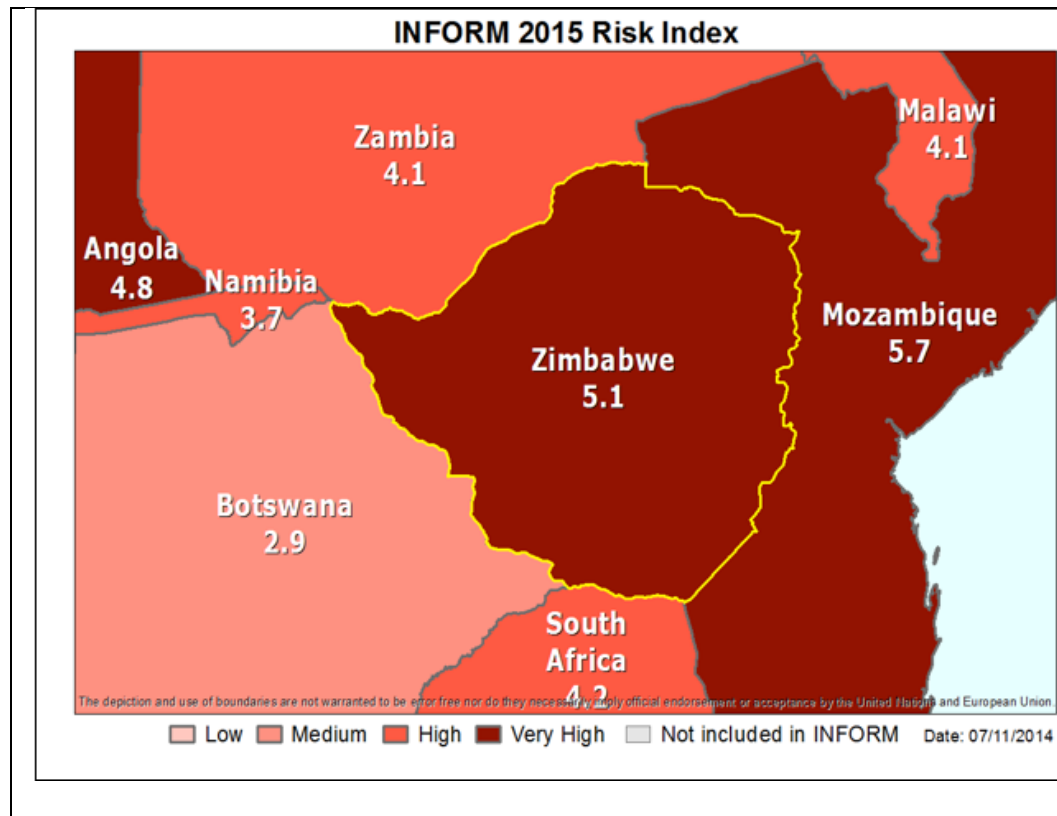 INFORM 2015 Risk Index
Zambia
4.1
Malawi
4.1
Angola
4.8
Namibia
3.7
Mozambique
5.7
Zimbabwe
5.1
Botswana
2.9
South
Africa
4.2
The depiction and use of boundaries are not warranted to be error free nor do they necessarily imply official endorsement or acceptance by the United Nations and European Union.
Low Medium High Very High Not included in INFORM Date: 07/11/2014